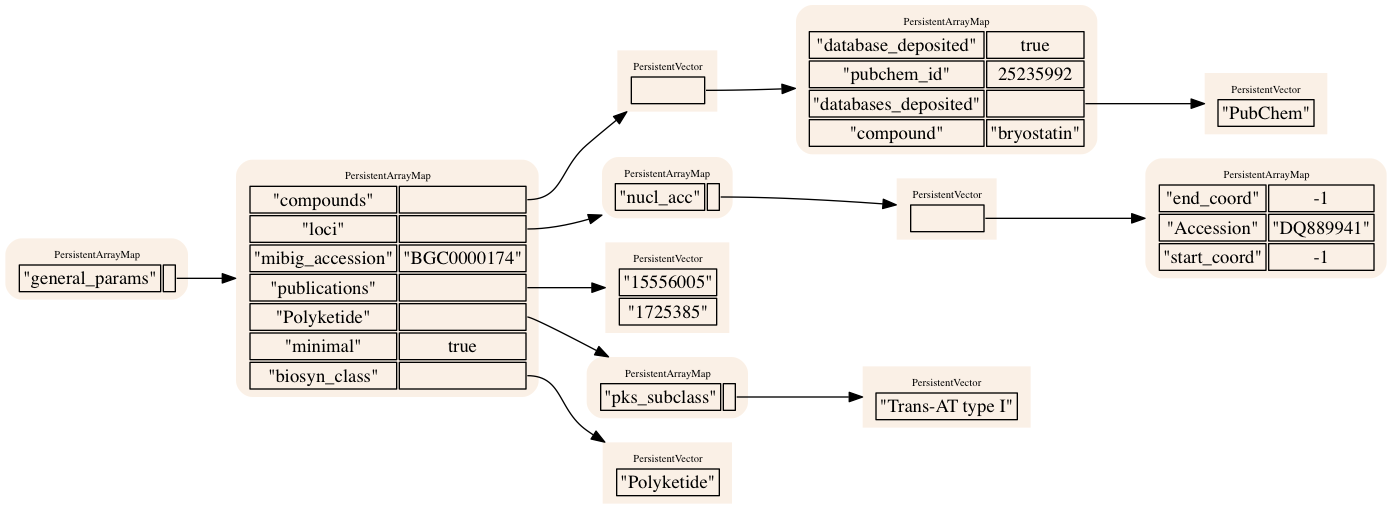 PersistentArrayMap
"general_params"
PersistentArrayMap
"compounds"
"loci"
"mibig_accession" "BGC0000174"
"publications"
"Polyketide"
"minimal" true
"biosyn_class"
PersistentVector
PersistentArrayMap
"database_deposited" true
"pubchem_id" 25235992
"databases_deposited"
"compound" "bryostatin"
PersistentVector
"PubChem"
PersistentArrayMap
"nucl_acc"
PersistentVector
PersistentArrayMap
"end_coord" -1
"Accession" "DQ889941"
"start_coord" -1
PersistentVector
"15556005"
"1725385"
PersistentArrayMap
"pks_subclass"
PersistentVector
"Trans-AT type I"
PersistentVector
"Polyketide"